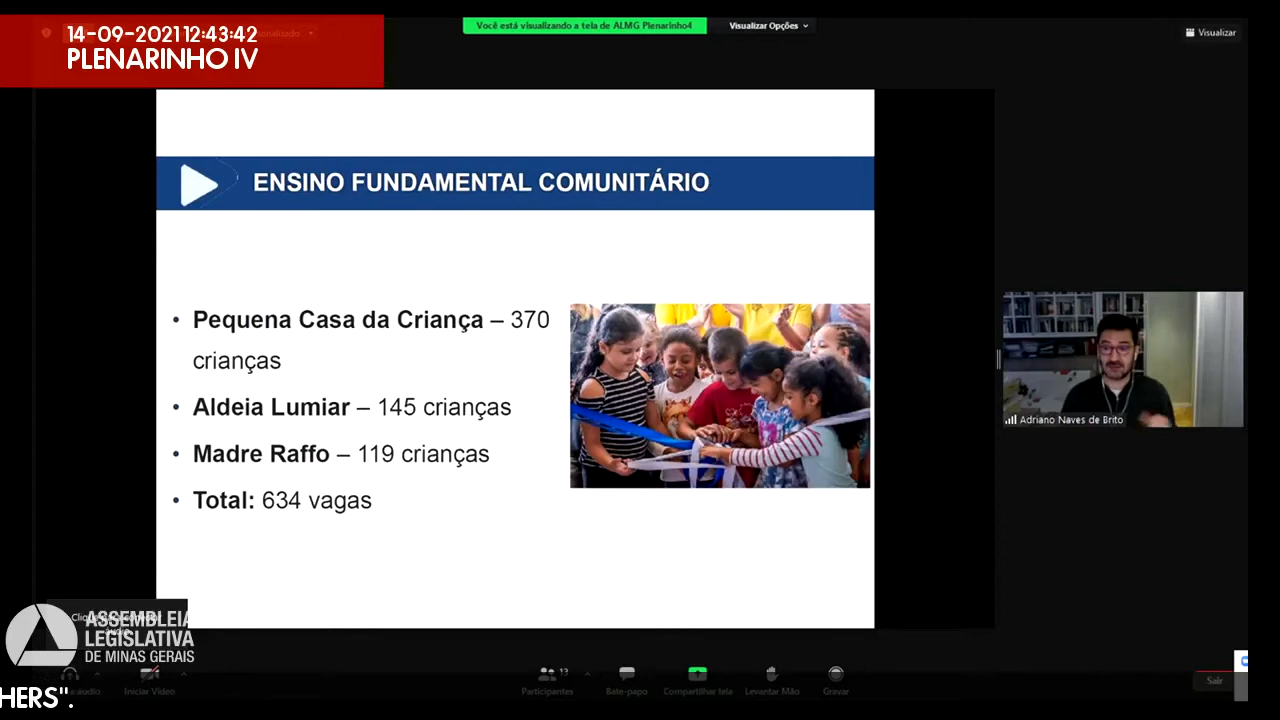 14-09-2021 12:43:42
PLENARINHO IV
Você está visualizando a tela de ALMG Plenarinho4
Visualizar Opções
Visualizar
ENSINO FUNDAMENTAL COMUNITÁRIO
• Pequena Casa da Criança – 370
crianças
• Aldeia Lumiar – 145 crianças
• Madre Raffo – 119 crianças
• Total: 634 vagas
Adriano Naves de Brito
ASSEMBLEIA
LEGISLATIVA
DE MINAS GERAIS
Iniciar Vídeo
13
Participantes
Bate-papo
Compartilhar tela
Levantar Mão
Gravar
Sair
HERS".